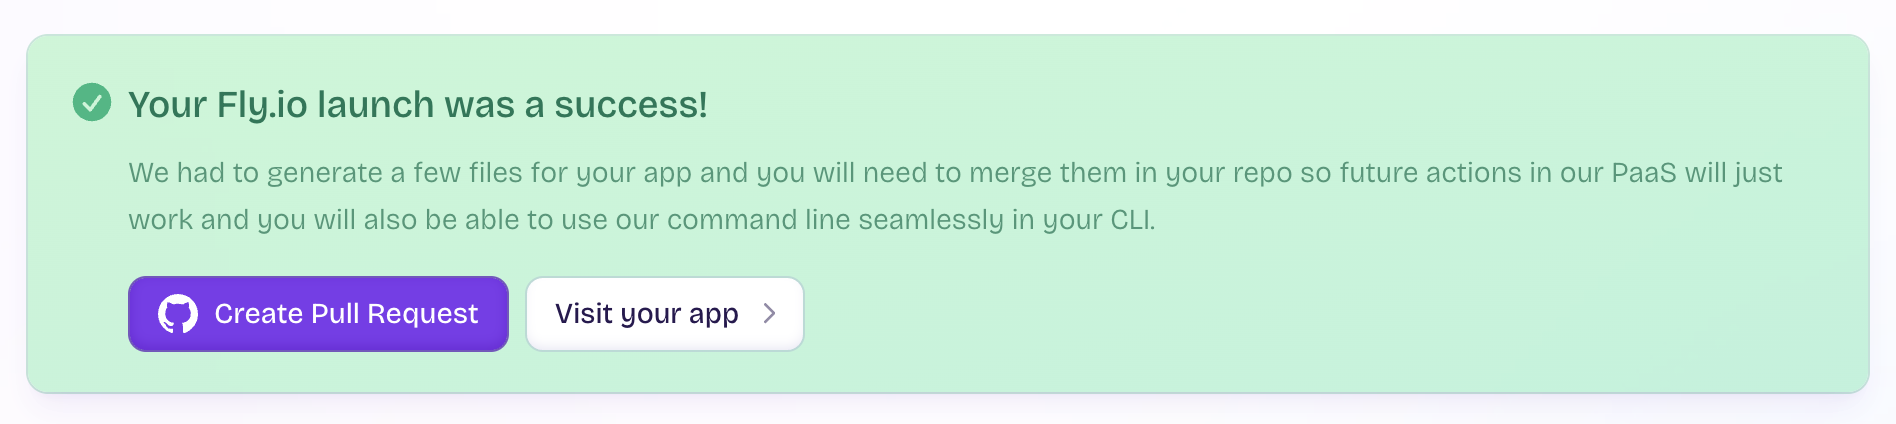 Your Fly.io launch was a success!
We had to generate a few files for your app and you will need to merge them in your repo so future actions in our PaaS will just
work and you will also be able to use our command line seamlessly in your CLI.
Create Pull Request
Visit your app